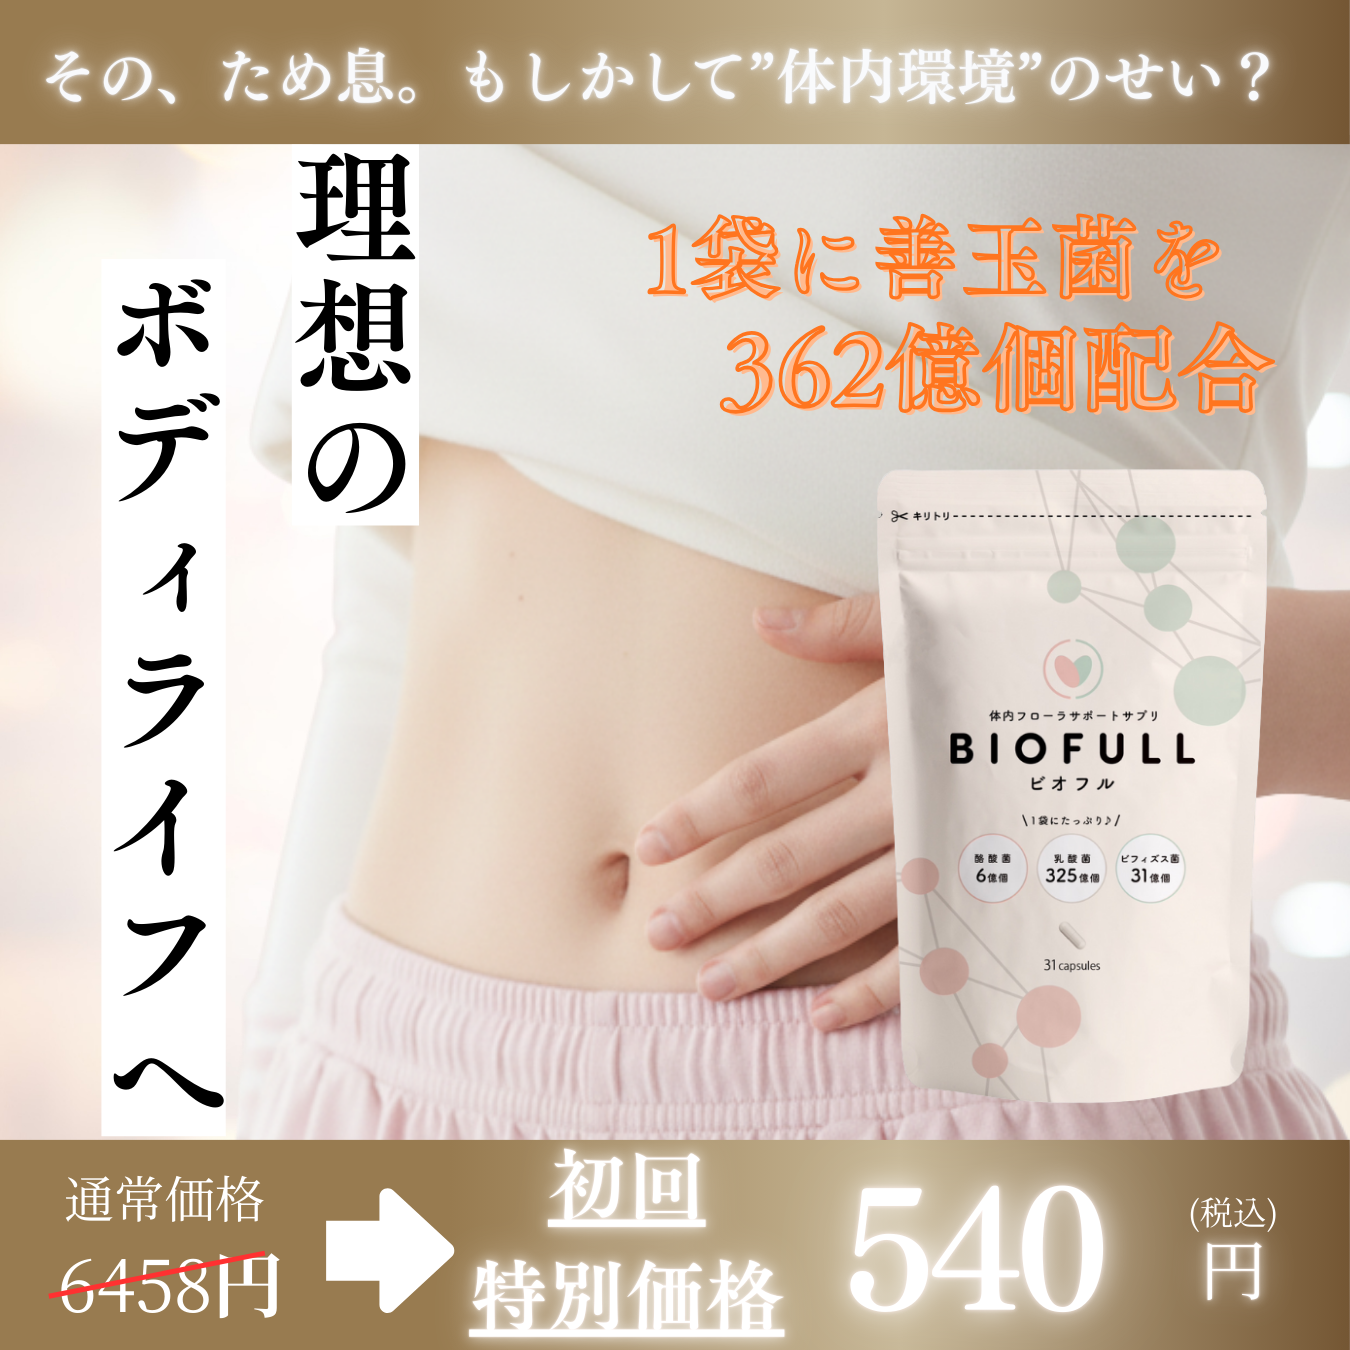 その、ため息。もしかして”体内環境”のせい？
理想の
ボディライフへ
1袋に善玉菌を
362億個配合
キリトリ
体内フローラサポートサプリ
BIOFULL
ビオフル
\1袋にたっぷり♪/
酪酸菌
6億個
乳酸菌
325億個
ビフィズス菌
31億個
31capsules
通常価格
6458円
初回
特別価格
540
(税込)
円